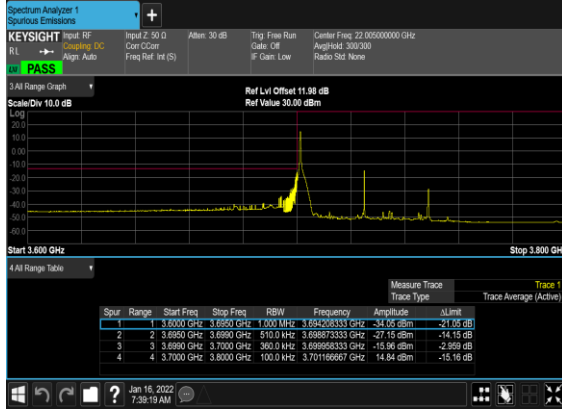 Spectrum Analyzer 1
Spurious Emissions
KEYSIGHT Input: RF Input Z: 50 Ω Atten: 30 dB Trig: Free Run Center Freq: 22.005000000 GHz
RL Coupling: DC Corr CCorr Gate: Off Avg|Hold: 300/300
Align: Auto Freq Ref: Int (S) IF Gain: Low Radio Std: None
PASS
3 All Range Graph
Ref Lvl Offset 11.98 dB
Scale/Div 10.0 dB Ref Value 30.00 dBm
Log
20.0
10.0
0.00
-10.0
-20.0
-30.0
-40.0
-50.0
-60.0
Start 3.600 GHz Stop 3.800 GH
4 All Range Table
Measure Trace Trace 1
Trace Type Trace Average (Active)
Spur Range Start Freq Stop Freq RBW Frequency Amplitude ΔLimit
1 1 3.6000 GHz 3.6950 GHz 1.000 MHz 3.694208333 GHz -34.05 dBm -21.05 dB
2 2 3.6950 GHz 3.6990 GHz 510.0 kHz 3.698873333 GHz -27.15 dBm -14.15 dB
3 3 3.6990 GHz 3.7000 GHz 360.0 kHz 3.699958333 GHz -15.96 dBm -2.959 dB
4 4 3.7000 GHz 3.8000 GHz 100.0 kHz 3.701166667 GHz 14.84 dBm -15.16 dB
?
Jan 16, 2022
7:39:19 AM